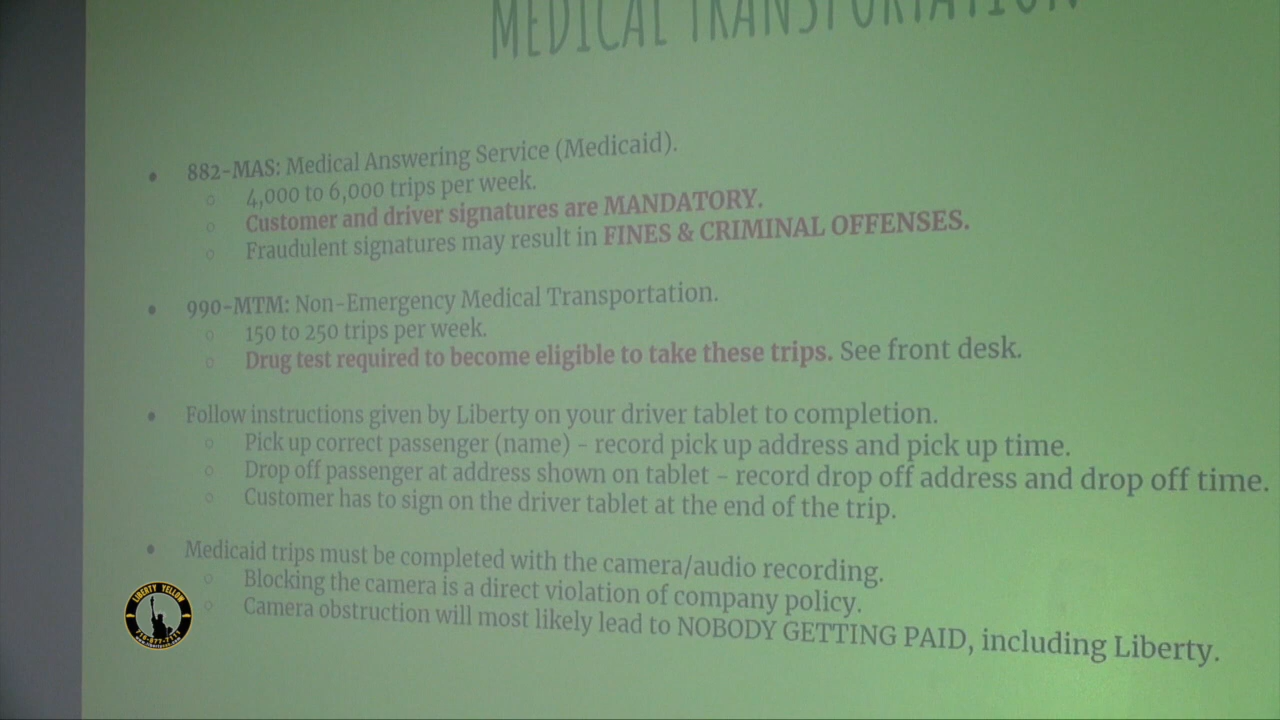 MEDICAL TRANSPORTATION
• 882-MAS: Medical Answering Service (Medicaid).
○ 4,000 to 6,000 trips per week.
○ Customer and driver signatures are MANDATORY.
○ Fraudulent signatures may result in FINES & CRIMINAL OFFENSES.
• 990-MTM: Non-Emergency Medical Transportation.
○ 150 to 250 trips per week.
○ Drug test required to become eligible to take these trips. See front desk.
• Follow instructions given by Liberty on your driver tablet to completion.
○ Pick up correct passenger (name) - record pick up address and pick up time.
○ Drop off passenger at address shown on tablet - record drop off address and drop off time.
○ Customer has to sign on the driver tablet at the end of the trip.
• Medicaid trips must be completed with the camera/audio recording.
○ Blocking the camera is a direct violation of company policy.
○ Camera obstruction will most likely lead to NOBODY GETTING PAID, including Liberty.
LIBERTY YELLOW
716-877-7111